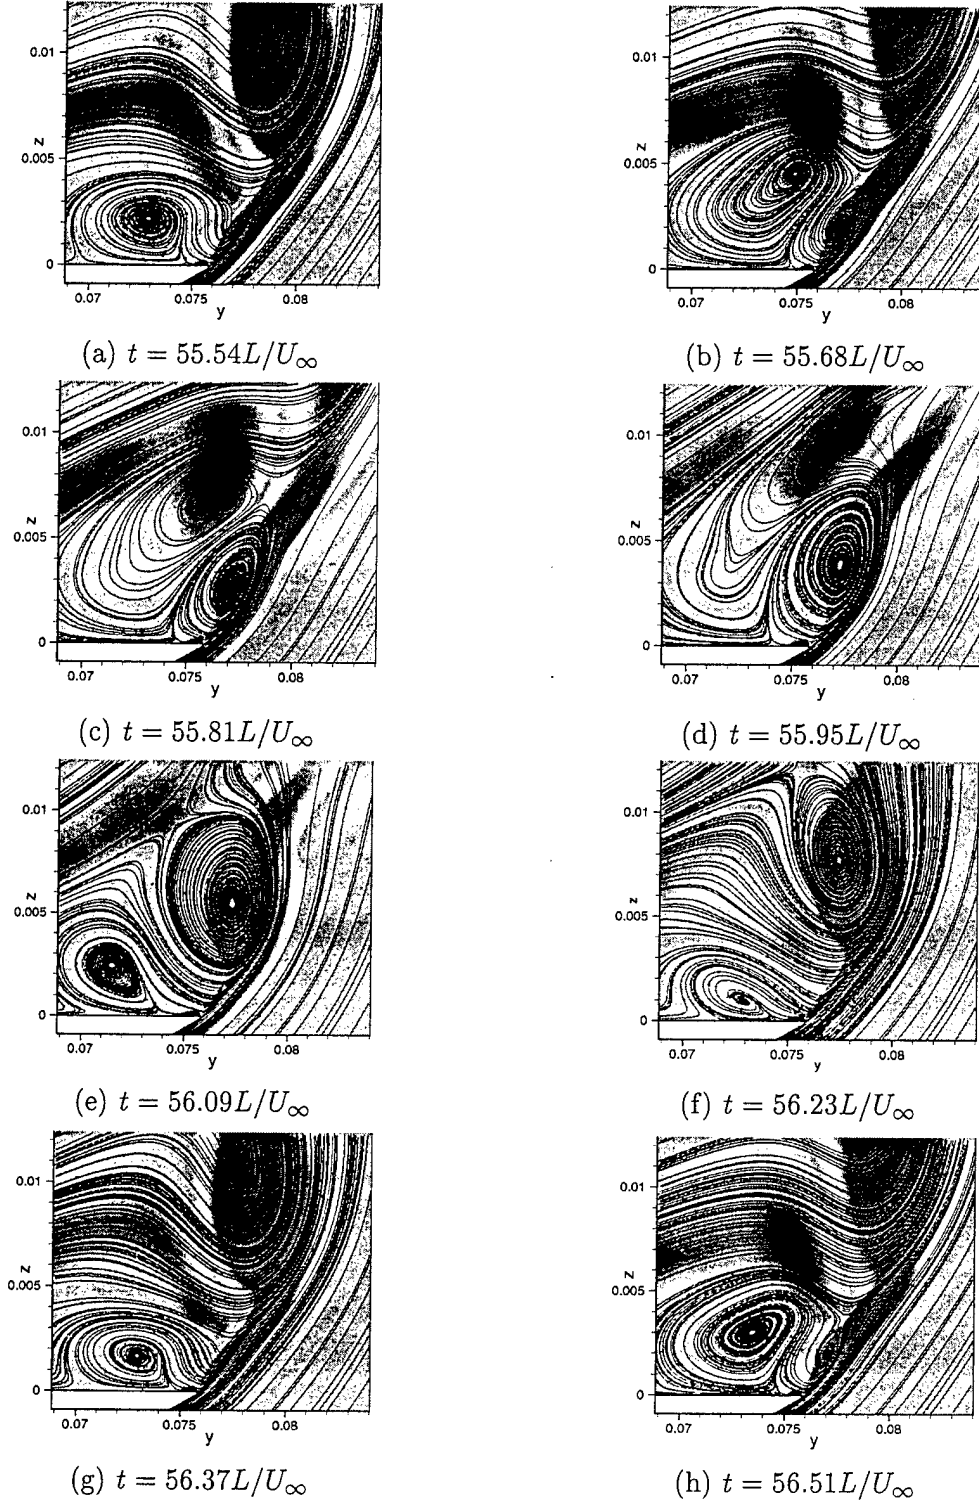 0.01 0.01
z z
0.005 0.005
0 0
0.07 0.075 0.08 0.07 0.075 0.08
y y
(a) t = 55.54L/U∞ (b) t = 55.68L/U∞
0.01 0.01
z z
0.005 0.005
0 0
0.07 0.075 0.08 0.07 0.075 0.08
y y
(c) t = 55.81L/U∞ (d) t = 55.95L/U∞
0.01 0.01
z z
0.005 0.005
0 0
0.07 0.075 0.08 0.07 0.075 0.08
y y
(e) t = 56.09L/U∞ (f) t = 56.23L/U∞
0.01 0.01
z z
0.005 0.005
0 0
0.07 0.075 0.08 0.07 0.075 0.08
y y
(g) t = 56.37L/U∞ (h) t = 56.51L/U∞